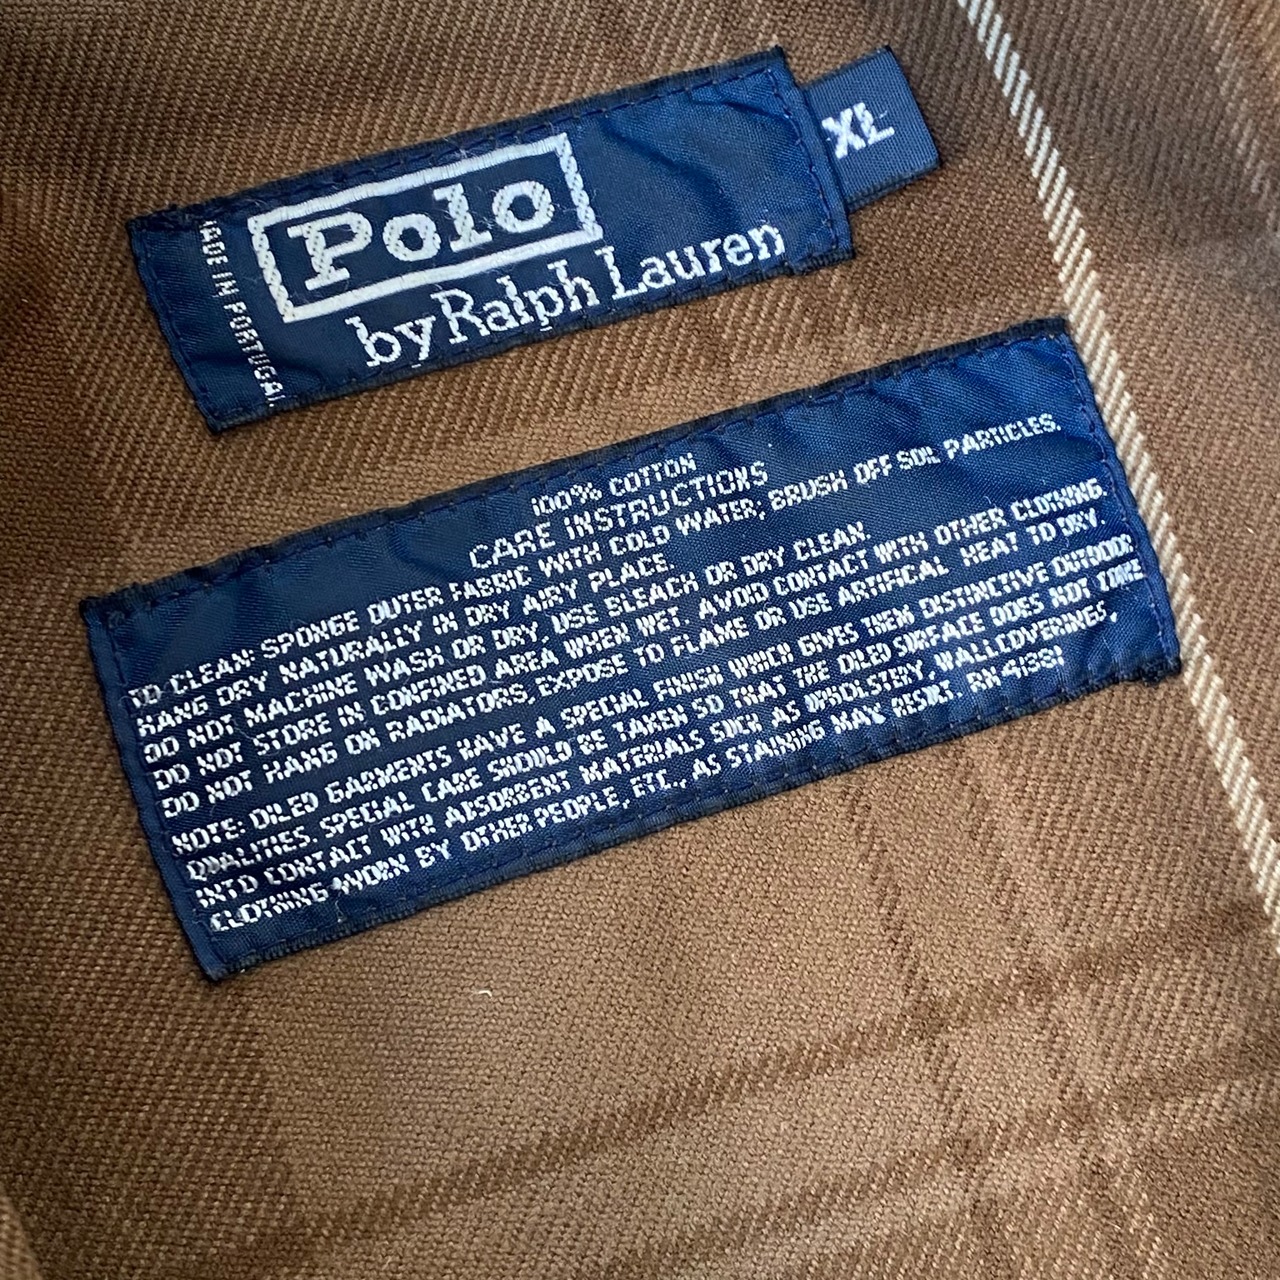 MADE IN PORTUGAL
Polo
by Ralph Lauren
XL
100% COTTON
CARE INSTRUCTIONS
TO CLEAN: SPONGE OUTER FABRIC WITH COLD WATER; BRUSH OFF SOIL PARTICLES.
HANG DRY NATURALLY IN DRY AIRY PLACE
DO NOT MACHINE WASH OR DRY, USE BLEACH OR DRY CLEAN.
DO NOT STORE IN CONFINED AREA WHEN WET. AVOID CONTACT WITH OTHER CLOTHING.
DO NOT HANG ON RADIATORS, EXPOSE TO FLAME OR USE ARTIFICAL HEAT TO DRY.
NOTE: OILED GARMENTS HAVE A SPECIAL FINISH WHICH GIVES THEM DISTINCTIVE OUTDOOR
QUALITIES. SPECIAL CARE SHOULD BE TAKEN SO THAT THE OILED SURFACE DOES NOT COME
INTO CONTACT WITH ABSORBENT MATERIALS SUCH AS UPHOLSTERY, WALLCOVERINGS,
CLOTHING WORN BY OTHER PEOPLE, ETC., AS STAINING MAY RESULT. RN 41381